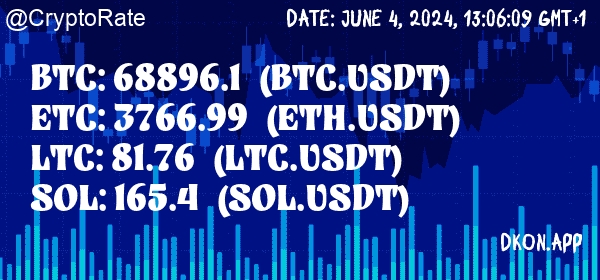 @CryptoRate
DATE: JUNE 4, 2024, 13:06:09 GMT+1
BTC: 68896.1 (BTC.USDT)
ETC: 3766.99 (ETH.USDT)
LTC: 81.76 (LTC.USDT)
SOL: 165.4 (SOL.USDT)
DKON.APP